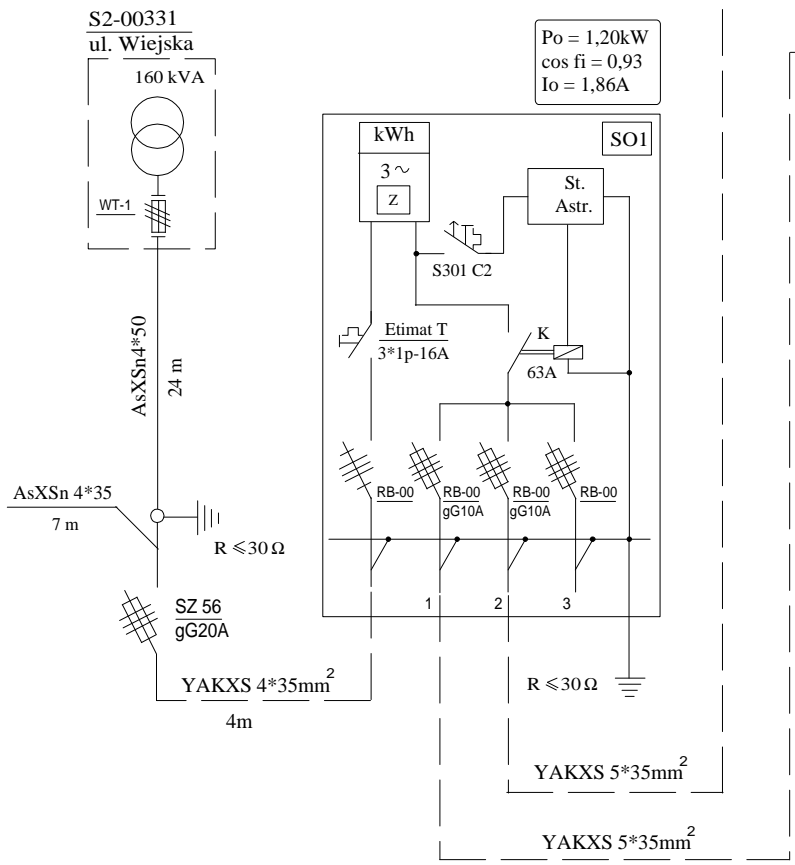 S2-00331
ul. Wiejska
160 kVA
WT-1
AsXSn4*50
24 m
AsXSn 4*35
7 m
R ≤30 Ω
SZ 56
gG20A
YAKXS 4*35mm²
4m
Po = 1,20kW
cos fi = 0,93
Io = 1,86A
SO1
kWh
3 ~
Z
St.
Astr.
S301 C2
Etimat T
3*1p-16A
K
63A
RB-00
RB-00
gG10A
RB-00
gG10A
RB-00
1
2
3
R ≤30 Ω
YAKXS 5*35mm²
YAKXS 5*35mm²